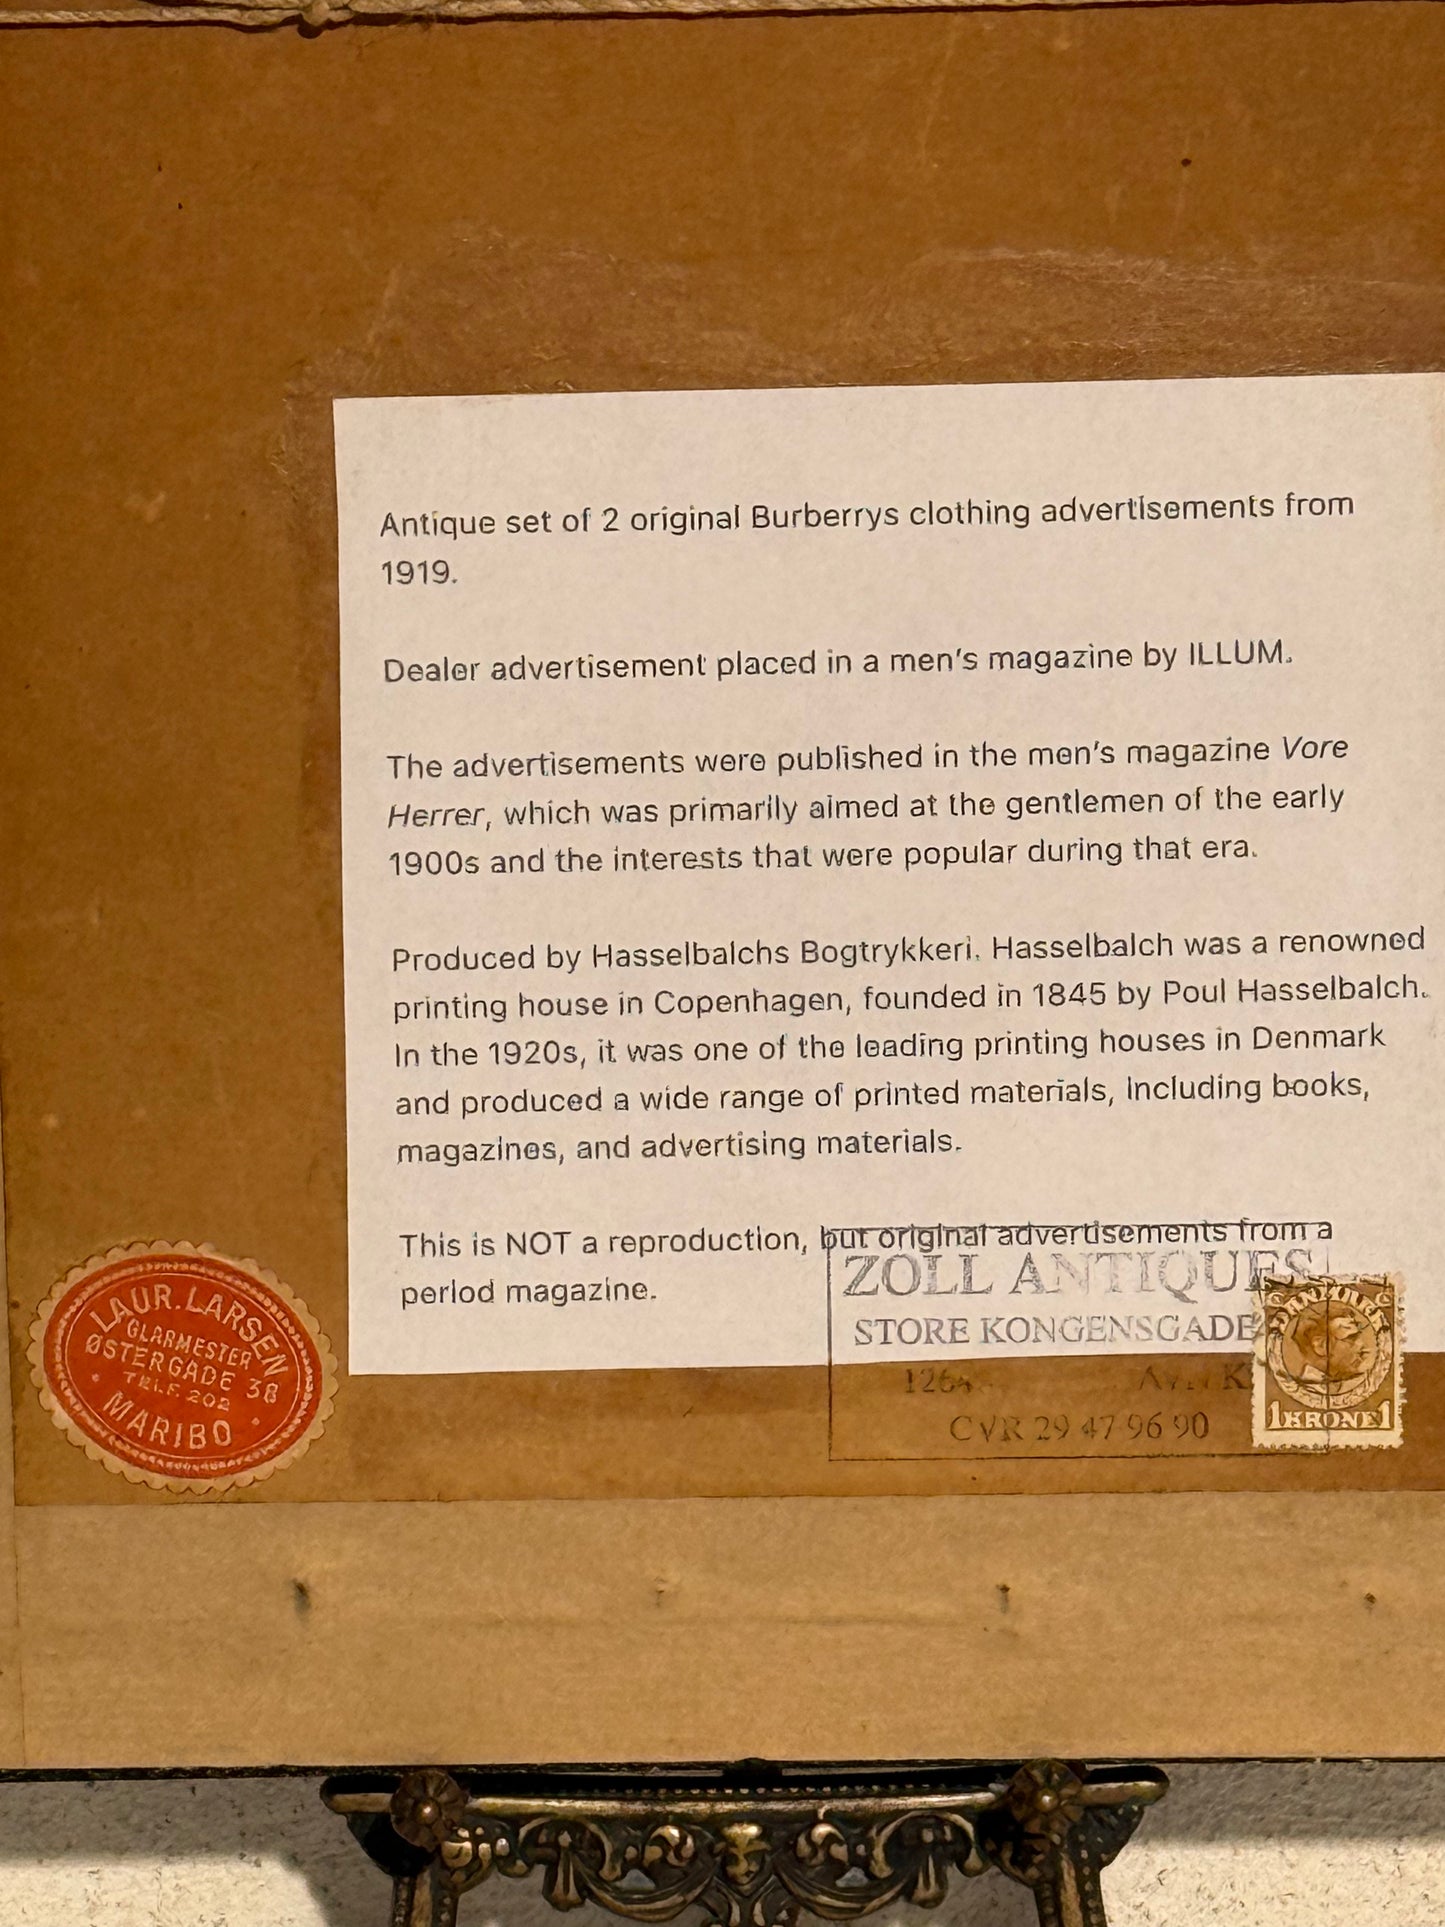 Antique set of 2 original Burberrys clothing advertisements from
1919.
Dealer advertisement placed in a men's magazine by ILLUM.
The advertisements were published in the men's magazine Vore
Herrer, which was primarily aimed at the gentlemen of the early
1900s and the interests that were popular during that era.
Produced by Hasselbalchs Bogtrykkeri. Hasselbalch was a renowned
printing house in Copenhagen, founded in 1845 by Poul Hasselbalch.
In the 1920s, it was one of the leading printing houses in Denmark
and produced a wide range of printed materials, including books,
magazines, and advertising materials.
This is NOT a reproduction, but original advertisements from a
period magazine.
LAUR. LARSEN
GLARMESTER
ØSTERGADE 38
TELF. 202
MARIBO
ZOLL ANTIQUES
STORE KONGENSGADE
CVR 29 47 96 90
DANMARK
1 KRONE 1